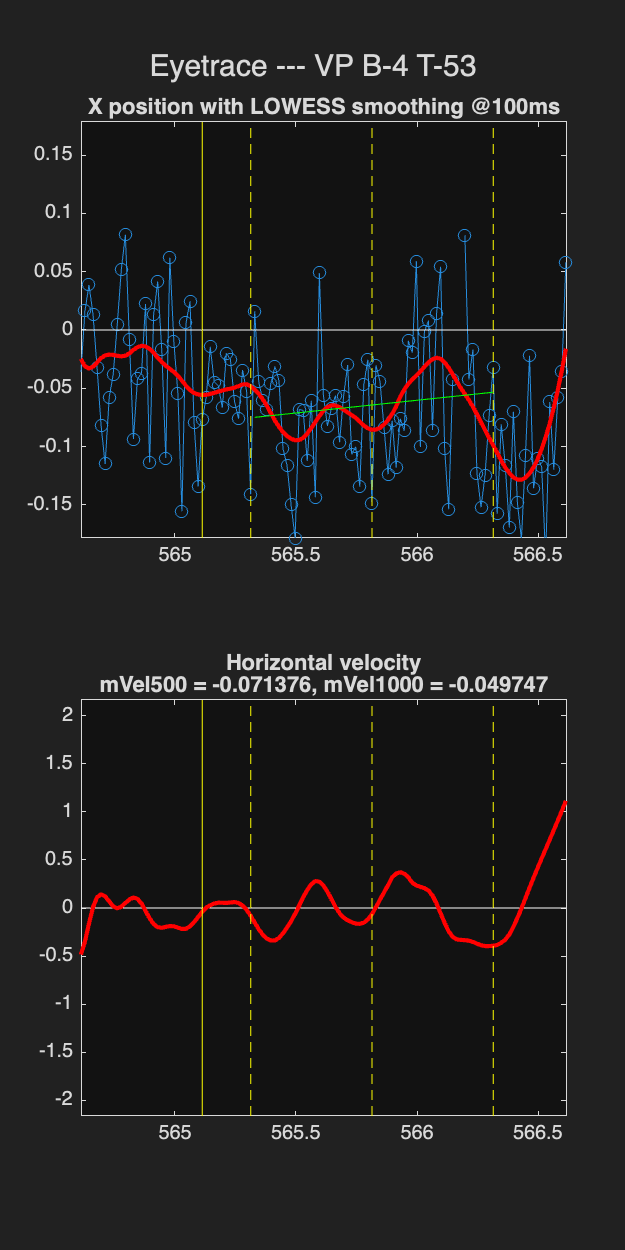 Eyetrace --- VP B-4 T-53
X position with LOWESS smoothing @100ms
0.15
0.1
0.05
0
-0.05
-0.1
-0.15
565 565.5 566 566.5
Horizontal velocity
mVel500 = -0.071376, mVel1000 = -0.049747
2
1.5
1
0.5
0
-0.5
-1
-1.5
-2
565 565.5 566 566.5